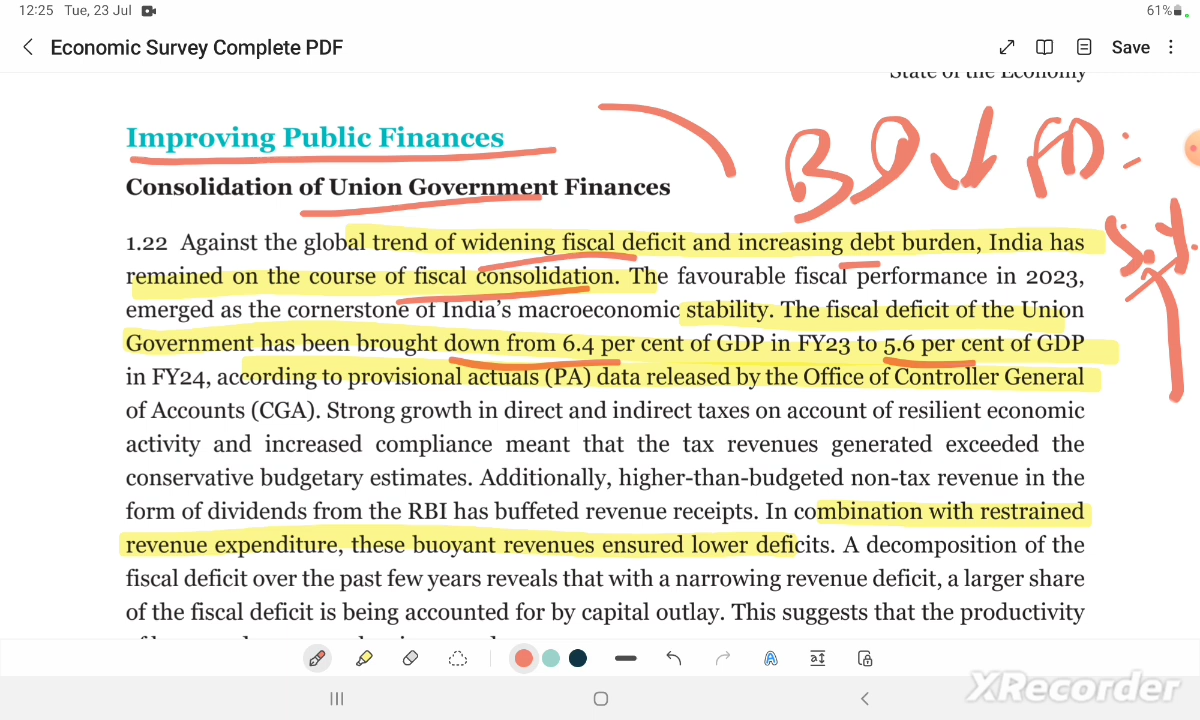 12:25 Tue, 23 Jul 61%
Economic Survey Complete PDF Save
State of the Economy
Improving Public Finances
Consolidation of Union Government Finances
1.22 Against the global trend of widening fiscal deficit and increasing debt burden, India has
remained on the course of fiscal consolidation. The favourable fiscal performance in 2023,
emerged as the cornerstone of India's macroeconomic stability. The fiscal deficit of the Union
Government has been brought down from 6.4 per cent of GDP in FY23 to 5.6 per cent of GDP
in FY24, according to provisional actuals (PA) data released by the Office of Controller General
of Accounts (CGA). Strong growth in direct and indirect taxes on account of resilient economic
activity and increased compliance meant that the tax revenues generated exceeded the
conservative budgetary estimates. Additionally, higher-than-budgeted non-tax revenue in the
form of dividends from the RBI has buffeted revenue receipts. In combination with restrained
revenue expenditure, these buoyant revenues ensured lower deficits. A decomposition of the
fiscal deficit over the past few years reveals that with a narrowing revenue deficit, a larger share
of the fiscal deficit is being accounted for by capital outlay. This suggests that the productivity
XRecorder